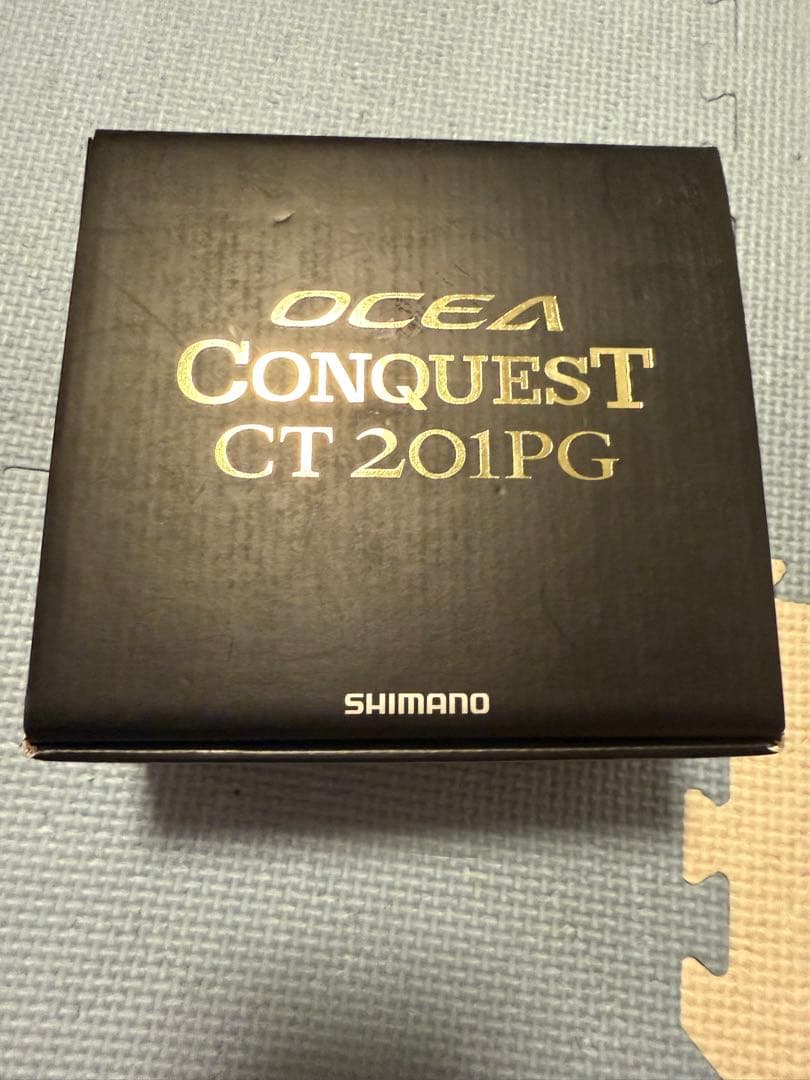 OCEA
CONQUEST
CT 201PG
SHIMANO